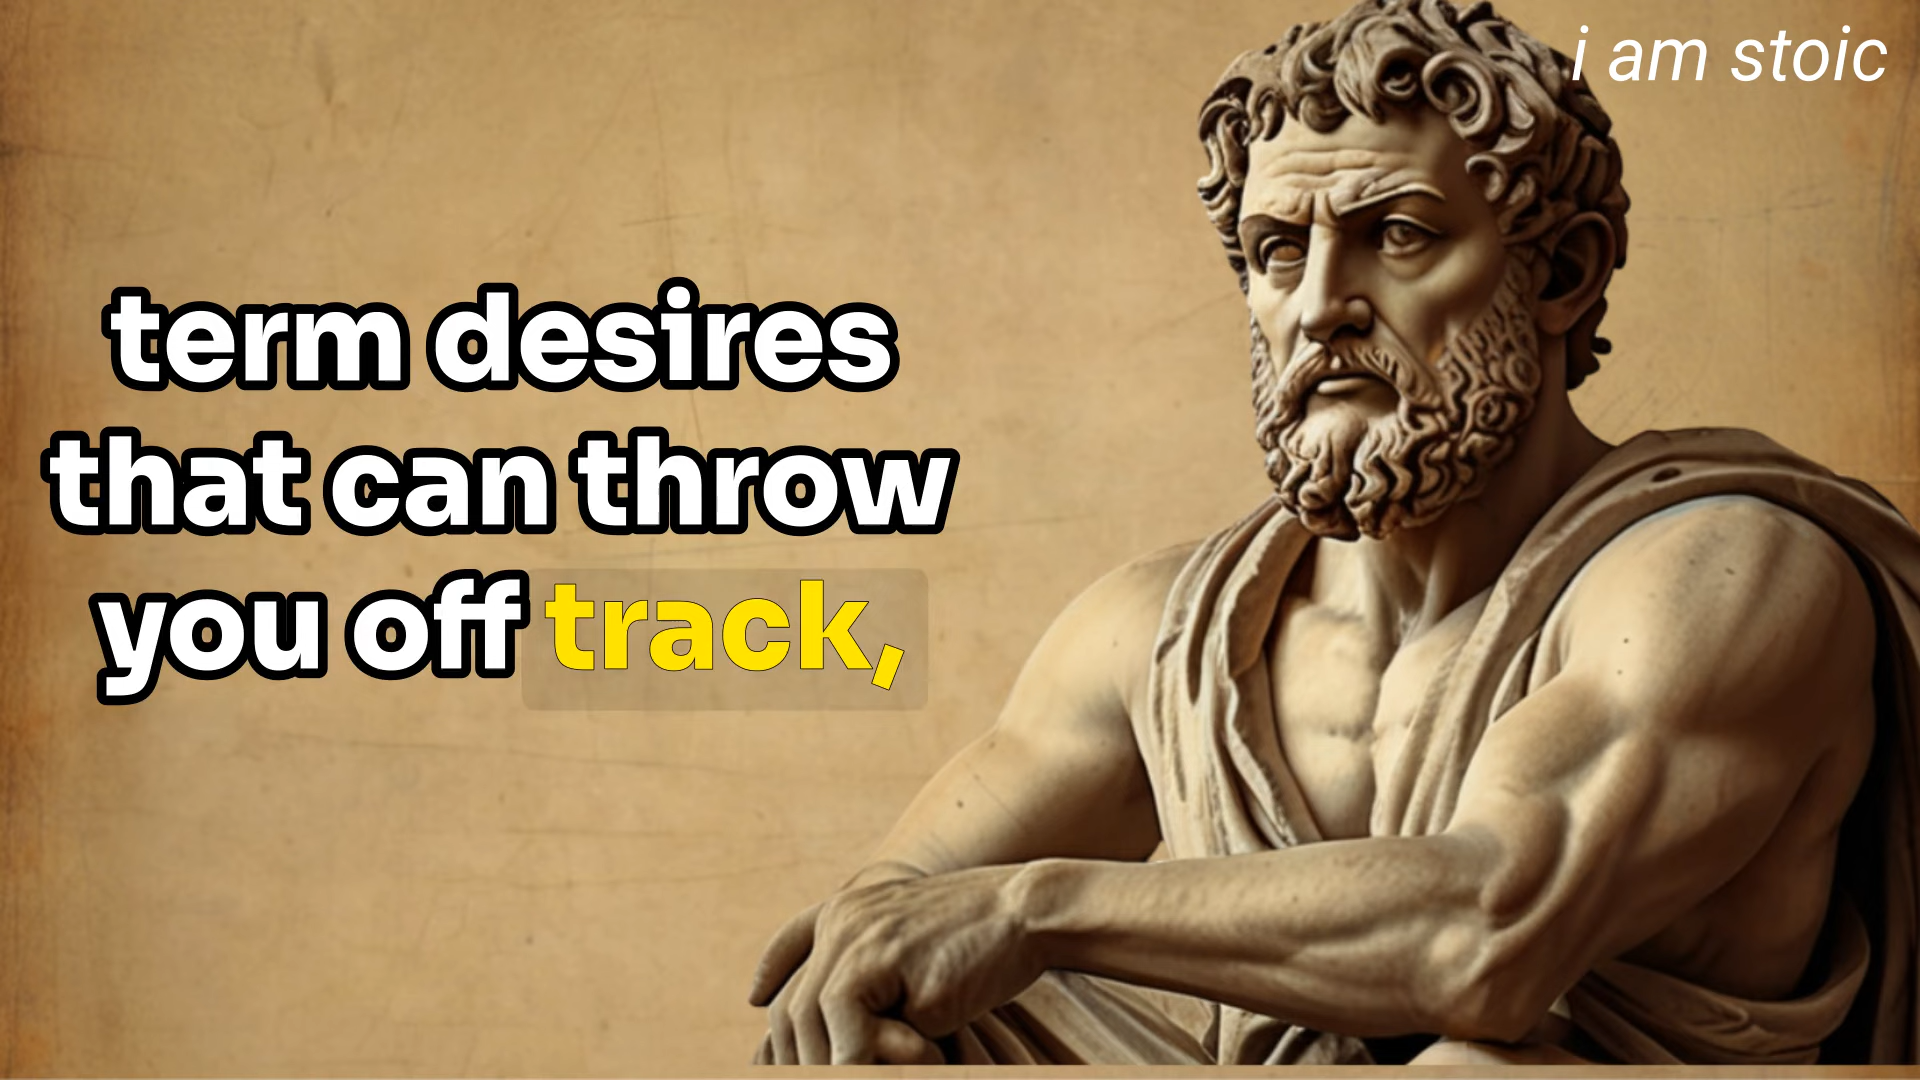 i am stoic
term desires
that can throw
you off track,